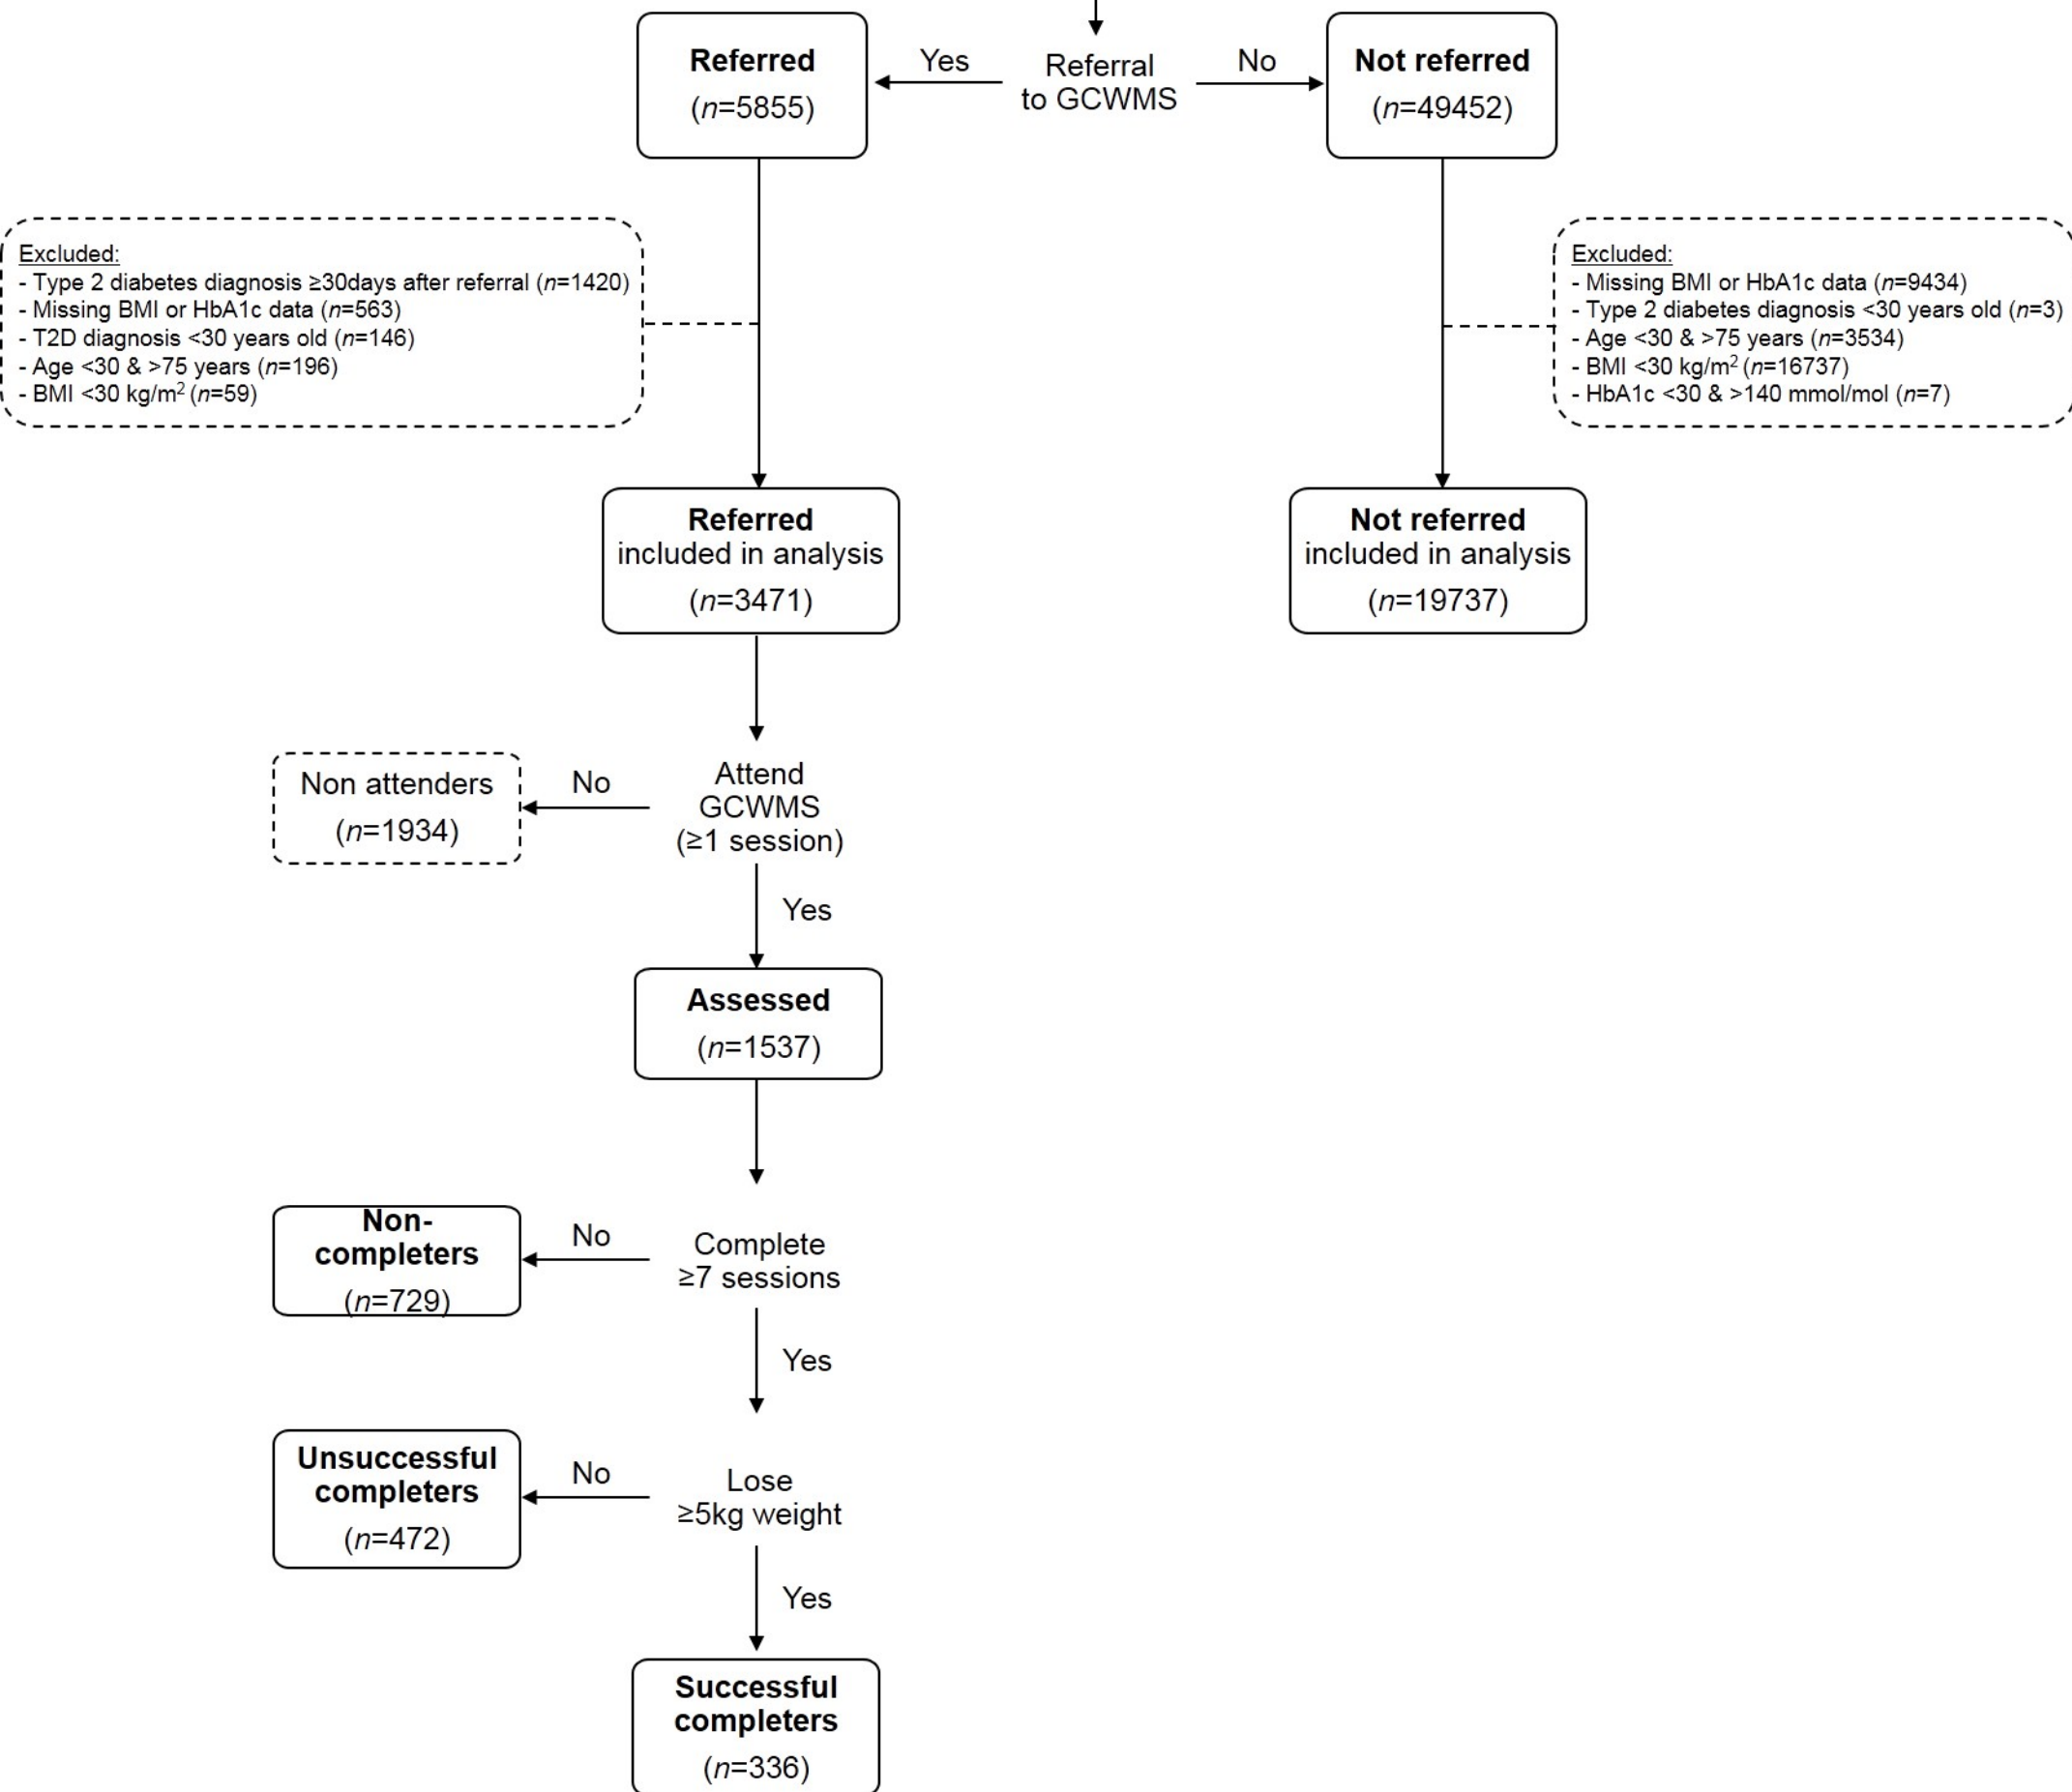 Referred
(n=5855)
Yes
Referral
to GCWMS
No
Not referred
(n=49452)
Excluded:
- Type 2 diabetes diagnosis ≥30days after referral (n=1420)
- Missing BMI or HbA1c data (n=563)
- T2D diagnosis <30 years old (n=146)
- Age <30 & >75 years (n=196)
- BMI <30 kg/m² (n=59)
Excluded:
- Missing BMI or HbA1c data (n=9434)
- Type 2 diabetes diagnosis <30 years old (n=3)
- Age <30 & >75 years (n=3534)
- BMI <30 kg/m² (n=16737)
- HbA1c <30 & >140 mmol/mol (n=7)
Referred
included in analysis
(n=3471)
Not referred
included in analysis
(n=19737)
Non attenders
(n=1934)
No
Attend
GCWMS
(≥1 session)
Yes
Assessed
(n=1537)
Non-
completers
(n=729)
No
Complete
≥7 sessions
Yes
Unsuccessful
completers
(n=472)
No
Lose
≥5kg weight
Yes
Successful
completers
(n=336)